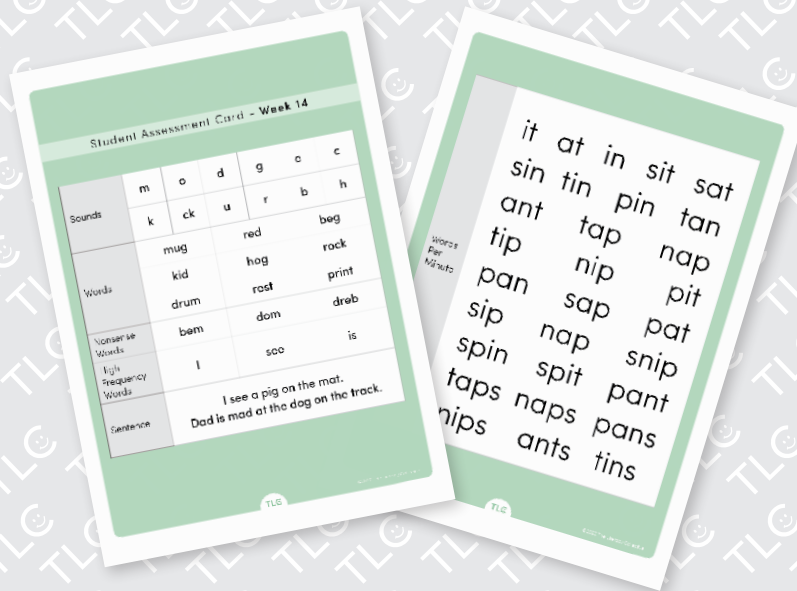 Student Assessment Card - Week 14
Sounds
m o d g e c
k ck u r b h
Words
mug red beg
kid hog rock
drum rest print
Nonsense Words
bem dom dreb
High Frequency Words
I see is
Sentence
I see a pig on the mat.
Dad is mad at the dog on the track.
TLC
Words
Per
Minute
it at in sit sat
sin tin pin tan
ant tap nap
tip nip pit
pan sap pat
sip nap snip
spin spit pant
taps naps pans
nips ants tins
TLC